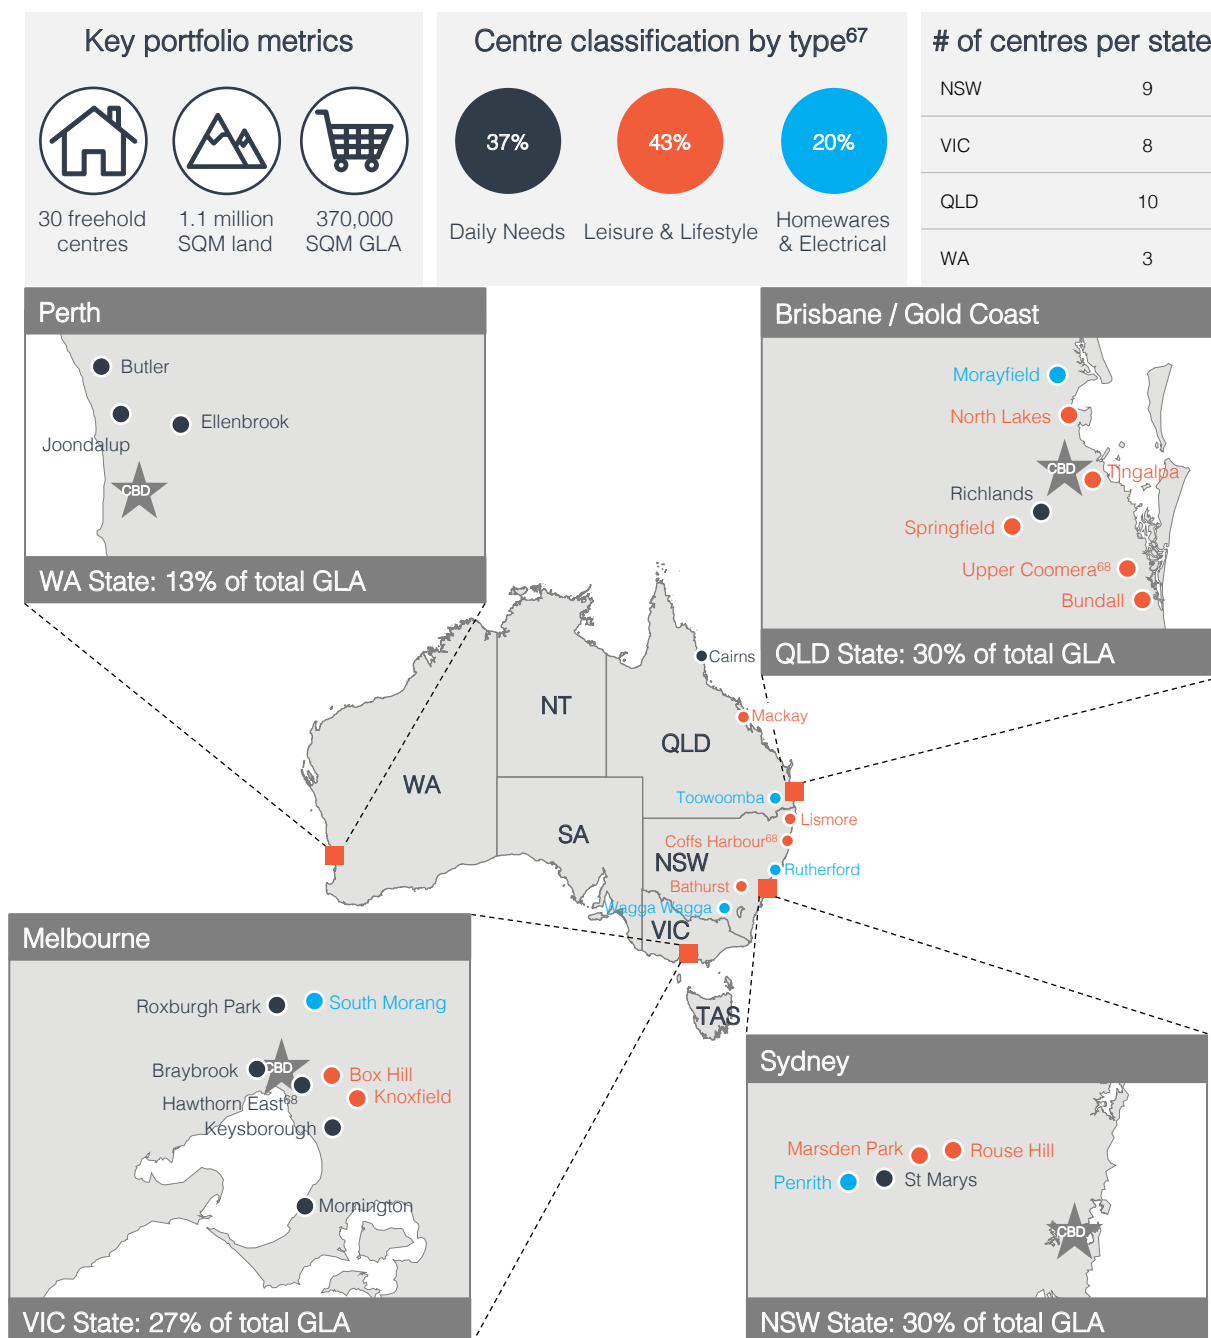 Key portfolio metrics
30 freehold
centres
1.1 million
SQM land
370,000
SQM GLA
Centre classification by type67
37%
43%
20%
Daily Needs
Leisure & Lifestyle
Homewares
& Electrical
# of centres per state
NSW 9
VIC 8
QLD 10
WA 3
Perth
Butler
Joondalup
Ellenbrook
CBD
WA State: 13% of total GLA
Brisbane / Gold Coast
Morayfield
North Lakes
CBD
Tingalpa
Richlands
Springfield
Upper Coomera68
Bundall
QLD State: 30% of total GLA
Cairns
Mackay
NT
QLD
WA
Toowoomba
Lismore
SA
Coffs Harbour68
NSW
Rutherford
Bathurst
Wagga Wagga
VIC
TAS
Melbourne
Roxburgh Park
South Morang
Braybrook
CBD
Box Hill
Hawthorn East68
Knoxfield
Keysborough
Mornington
VIC State: 27% of total GLA
Sydney
Marsden Park
Rouse Hill
Penrith
St Marys
CBD
NSW State: 30% of total GLA